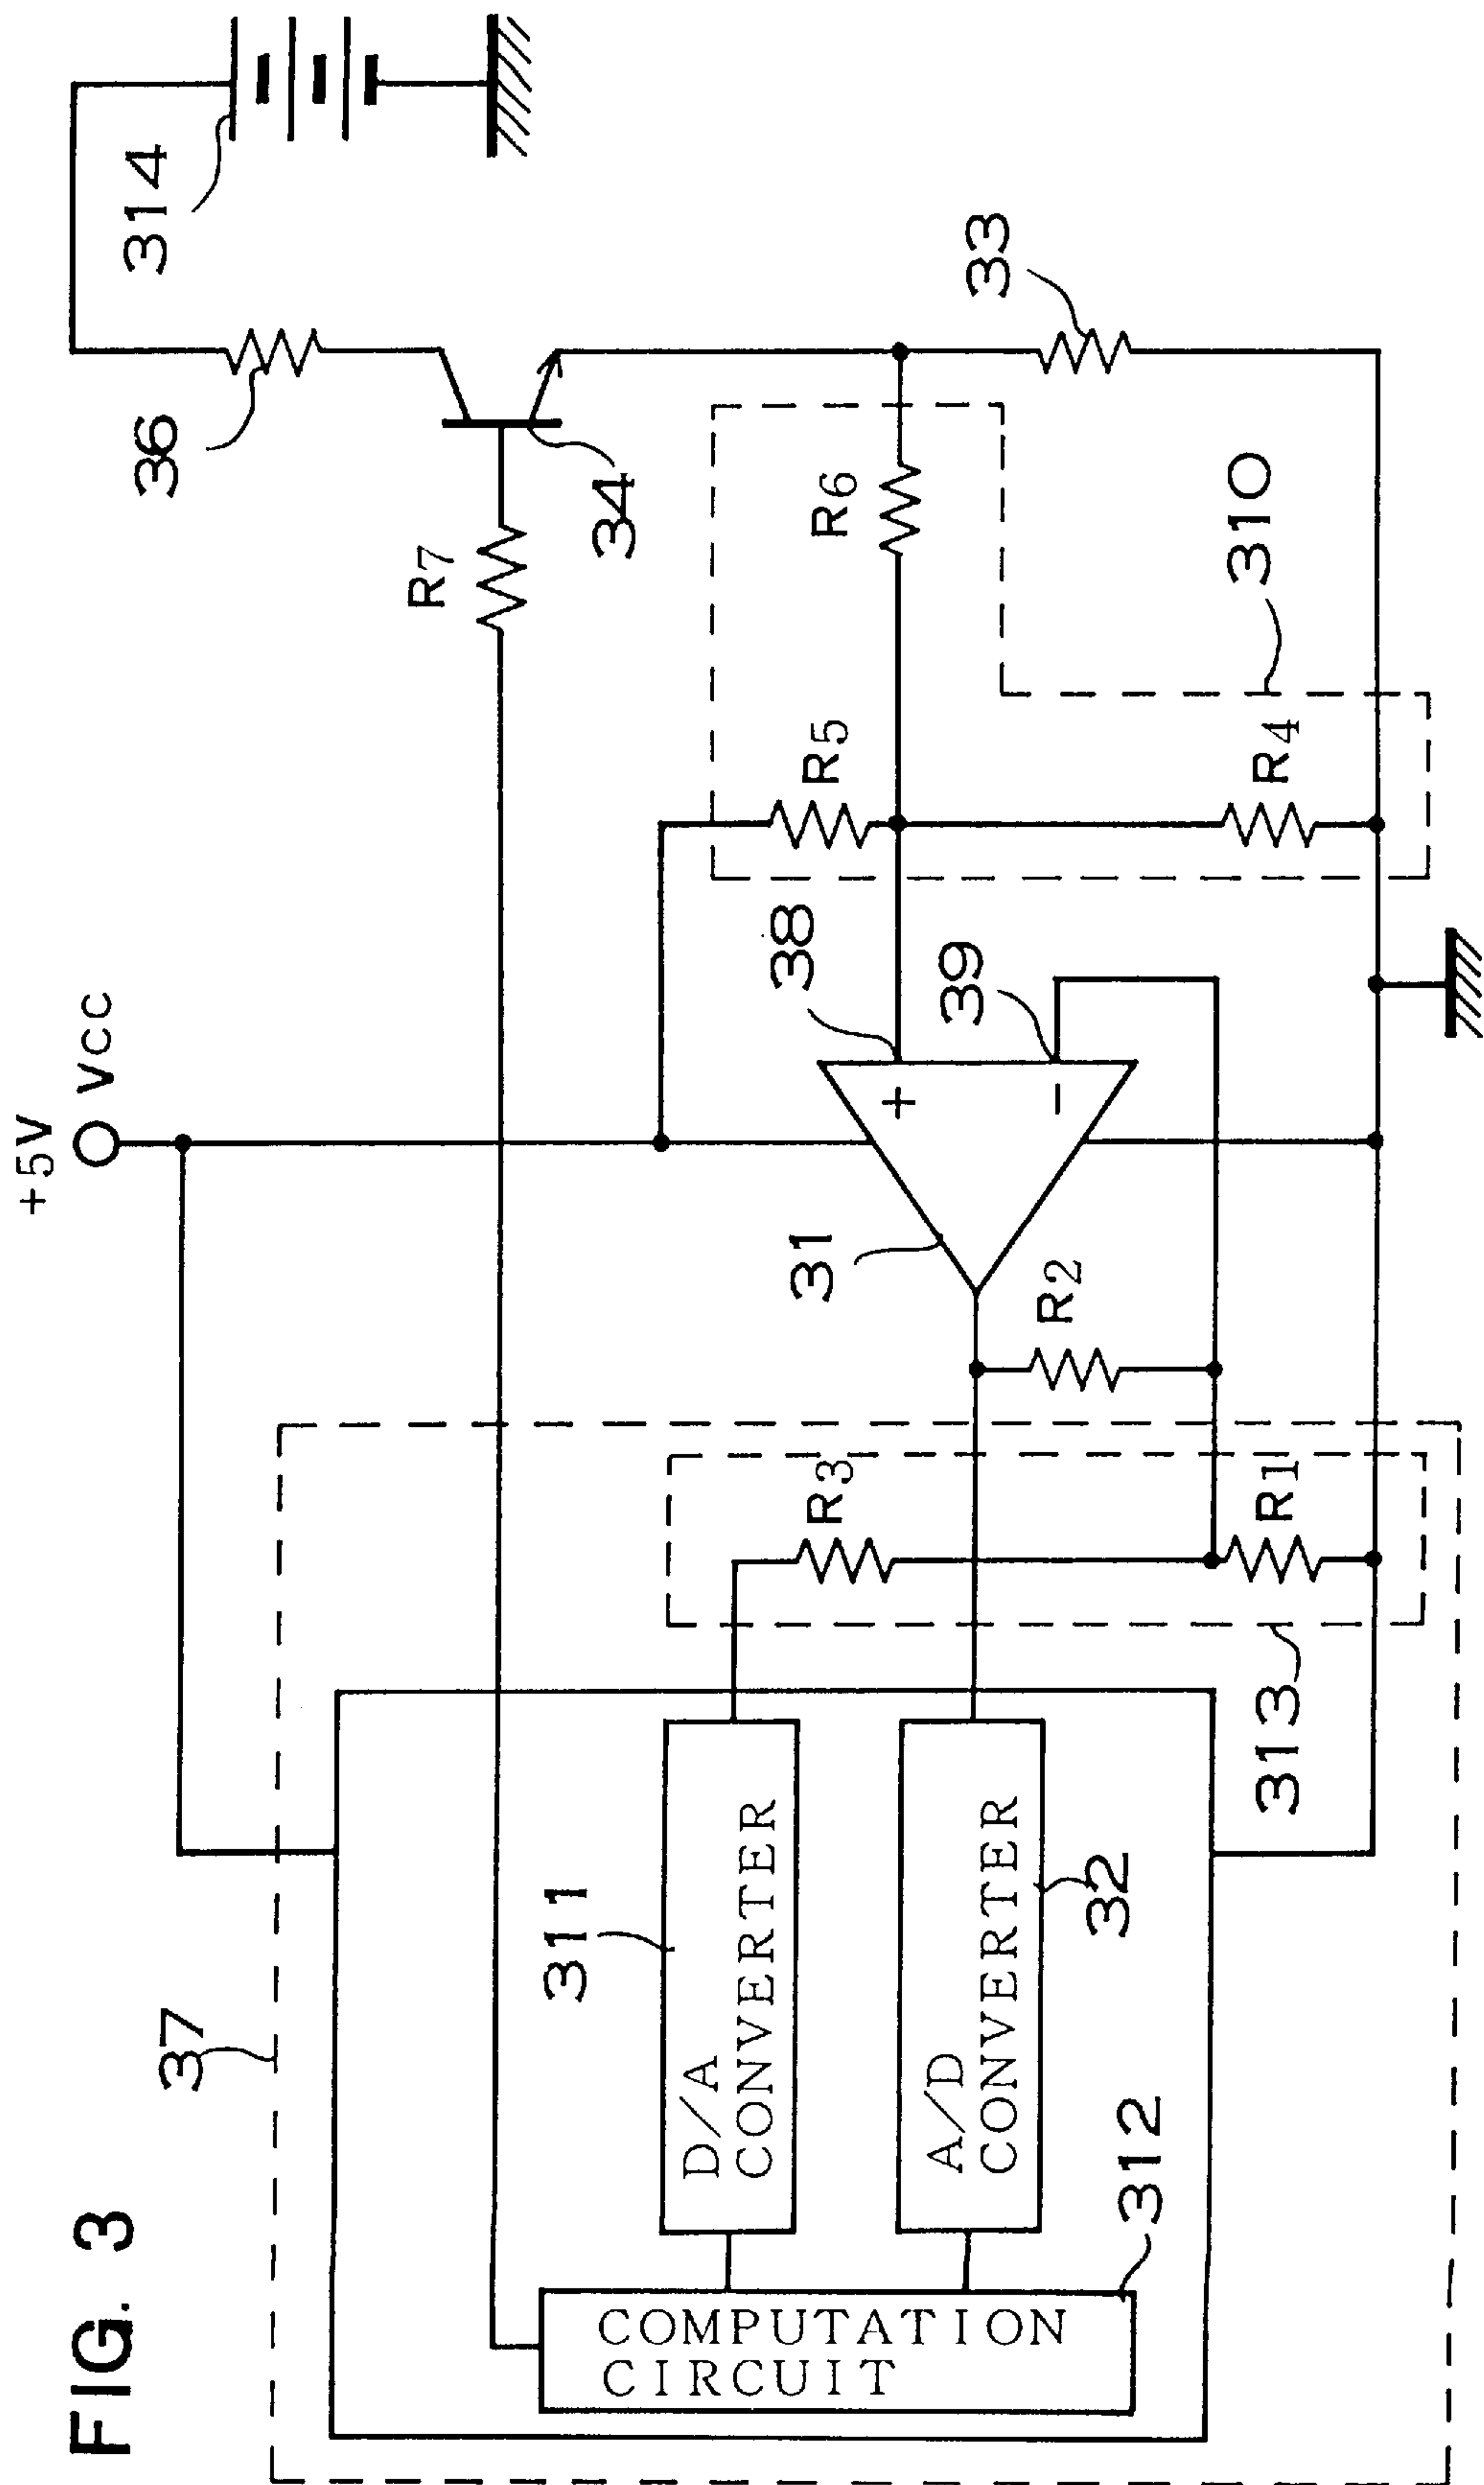 FIG. 3
+5V
Vcc
314
36
R7
34
33
R6
310
R5
R4
38
39
31
R2
R3
R1
313
37
311
D/A
CONVERTER
A/D
CONVERTER
32
312
COMPUTATION
CIRCUIT
+
−